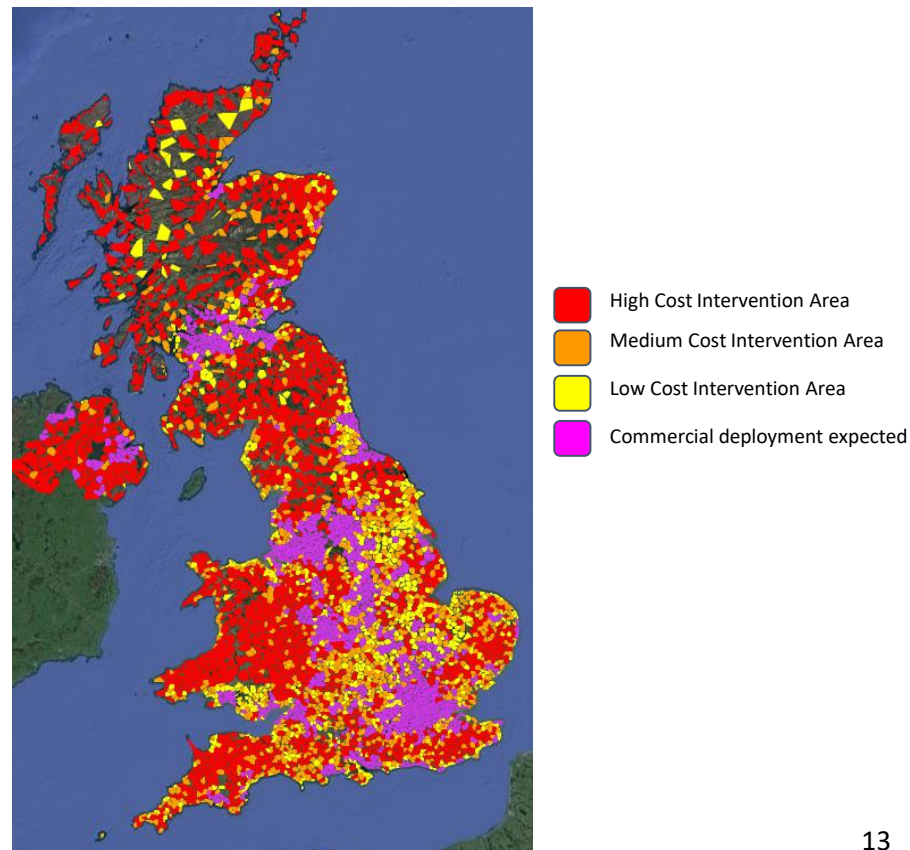 High Cost Intervention Area
Medium Cost Intervention Area
Low Cost Intervention Area
Commercial deployment expected
13